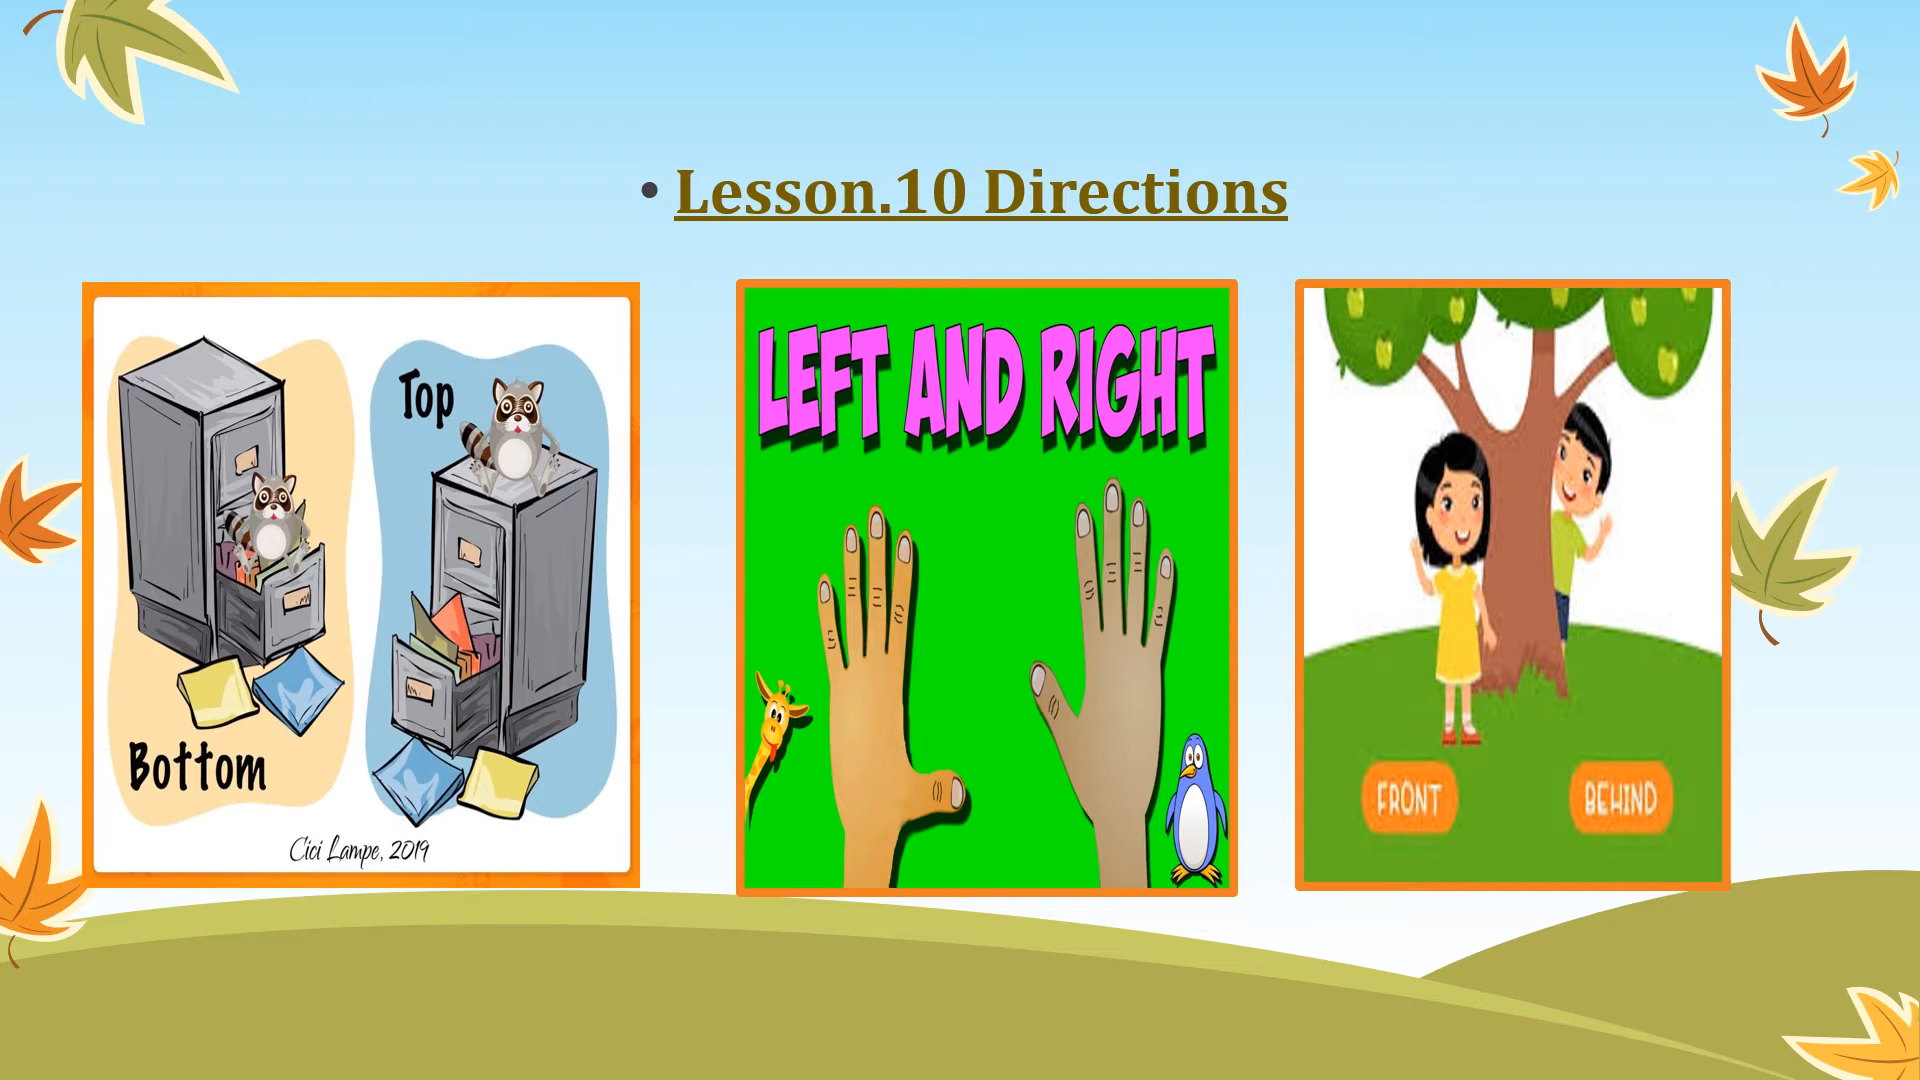 • Lesson.10 Directions
Top
Bottom
Cici Lampe, 2019
LEFT AND RIGHT
FRONT
BEHIND